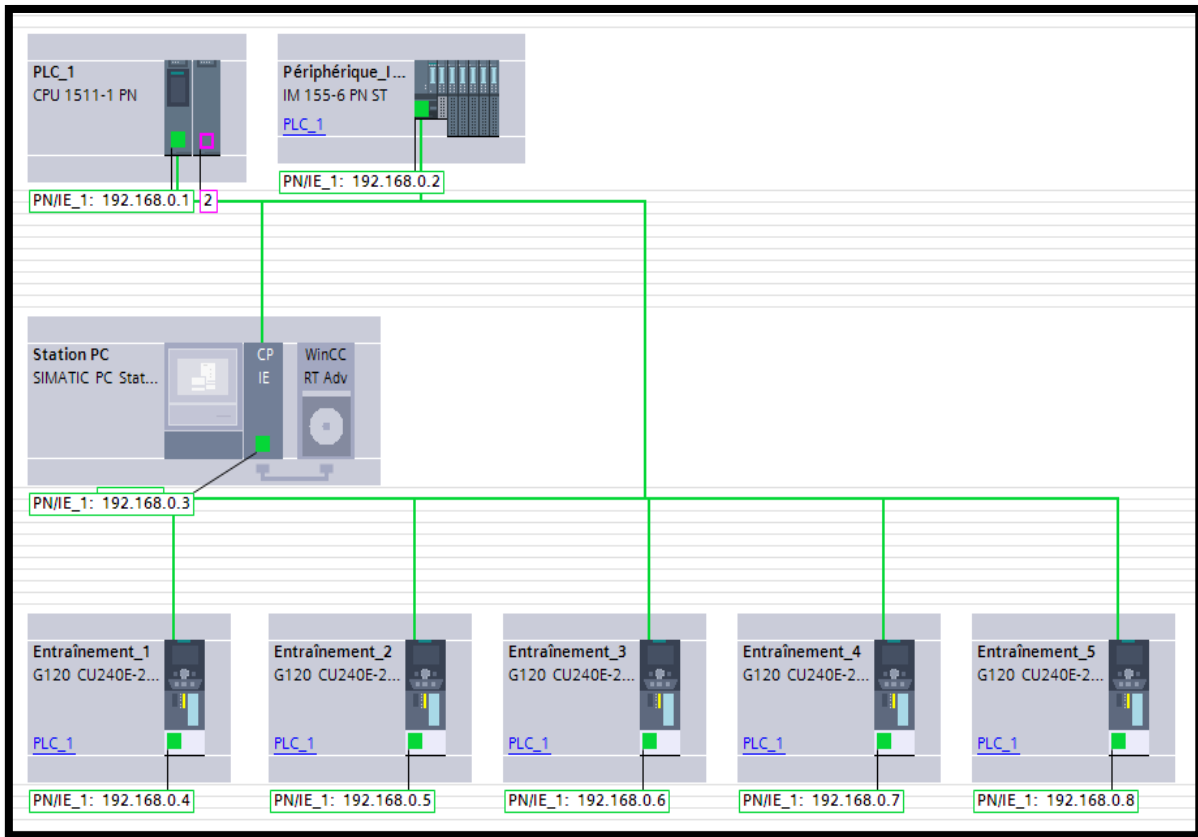 PLC_1
CPU 1511-1 PN
Périphérique_I...
IM 155-6 PN ST
PLC_1
PN/IE_1: 192.168.0.2
PN/IE_1: 192.168.0.1
2
Station PC
SIMATIC PC Stat...
CP
IE
WinCC
RT Adv
PN/IE_1: 192.168.0.3
Entraînement_1
G120 CU240E-2...
PLC_1
PN/IE_1: 192.168.0.4
Entraînement_2
G120 CU240E-2...
PLC_1
PN/IE_1: 192.168.0.5
Entraînement_3
G120 CU240E-2...
PLC_1
PN/IE_1: 192.168.0.6
Entraînement_4
G120 CU240E-2...
PLC_1
PN/IE_1: 192.168.0.7
Entraînement_5
G120 CU240E-2...
PLC_1
PN/IE_1: 192.168.0.8